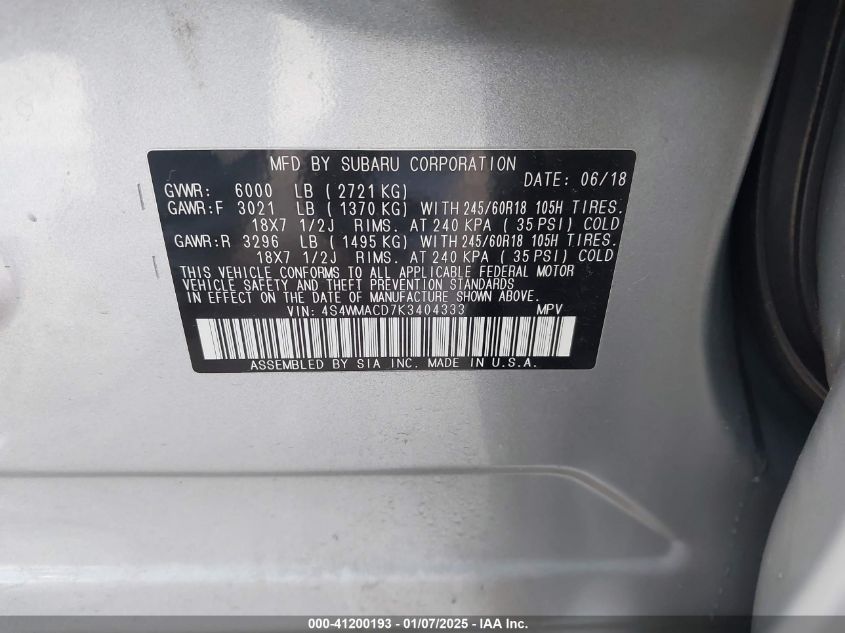 MFD BY SUBARU CORPORATION
DATE: 06/18
GVWR: 6000 LB ( 2721 KG)
GAWR:F 3021 LB ( 1370 KG) WITH 245/60R18 105H TIRES.
18X7 1/2J RIMS. AT 240 KPA ( 35 PSI) COLD
GAWR:R 3296 LB ( 1495 KG) WITH 245/60R18 105H TIRES.
18X7 1/2J RIMS. AT 240 KPA ( 35 PSI) COLD
THIS VEHICLE CONFORMS TO ALL APPLICABLE FEDERAL MOTOR
VEHICLE SAFETY AND THEFT PREVENTION STANDARDS
IN EFFECT ON THE DATE OF MANUFACTURE SHOWN ABOVE.
VIN: 4S4WMACD7K3404333 MPV
ASSEMBLED BY SIA INC. MADE IN U.S.A.
000-41200193 - 01/07/2025 - IAA Inc.